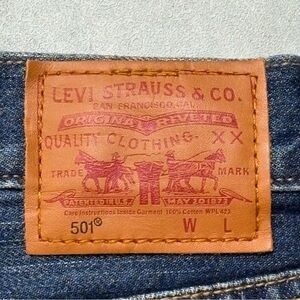 LEVI STRAUSS & CO.
SAN FRANCISCO, CAL.
ORIGINAL RIVETED
QUALITY CLOTHING- XX
TRADE MARK
PATENTED IN U.S. MAY 20 1873
Care Instructions Inside Garment 100% Cotton WPL 423
501® W L